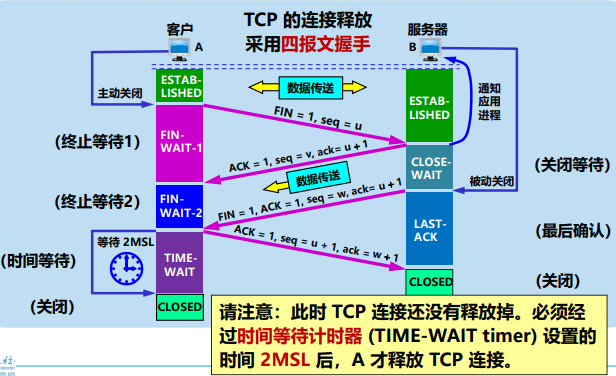 TCP 的连接释放
采用四报文握手
客户
A
服务器
B
主动关闭
ESTAB-
LISHED
数据传送
ESTAB-
LISHED
通知
应用
进程
FIN = 1, seq = u
(终止等待1)
FIN-
WAIT-1
ACK = 1, seq = v, ack= u + 1
CLOSE-
WAIT
(关闭等待)
数据传送
被动关闭
(终止等待2)
FIN-
WAIT-2
FIN = 1, ACK = 1, seq = w, ack= u + 1
LAST-
ACK
(最后确认)
等待 2MSL
ACK = 1, seq = u + 1, ack = w + 1
(时间等待)
TIME-
WAIT
CLOSED
(关闭)
(关闭)
CLOSED
请注意：此时 TCP 连接还没有释放掉。必须经
过时间等待计时器 (TIME-WAIT timer) 设置的
时间 2MSL 后，A 才释放 TCP 连接。